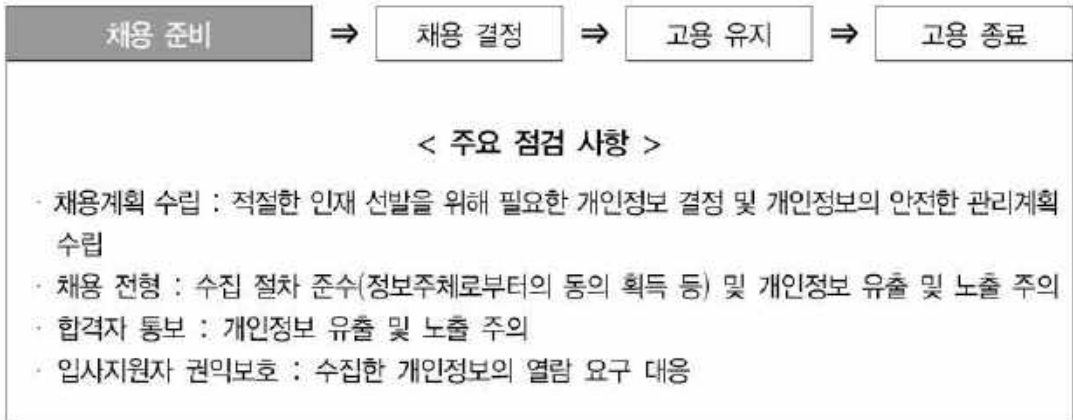 채용 준비 ⇒ 채용 결정 ⇒ 고용 유지 ⇒ 고용 종료
< 주요 점검 사항 >
· 채용계획 수립 : 적절한 인재 선발을 위해 필요한 개인정보 결정 및 개인정보의 안전한 관리계획
수립
· 채용 전형 : 수집 절차 준수(정보주체로부터의 동의 획득 등) 및 개인정보 유출 및 노출 주의
· 합격자 통보 : 개인정보 유출 및 노출 주의
· 입사지원자 권익보호 : 수집한 개인정보의 열람 요구 대응